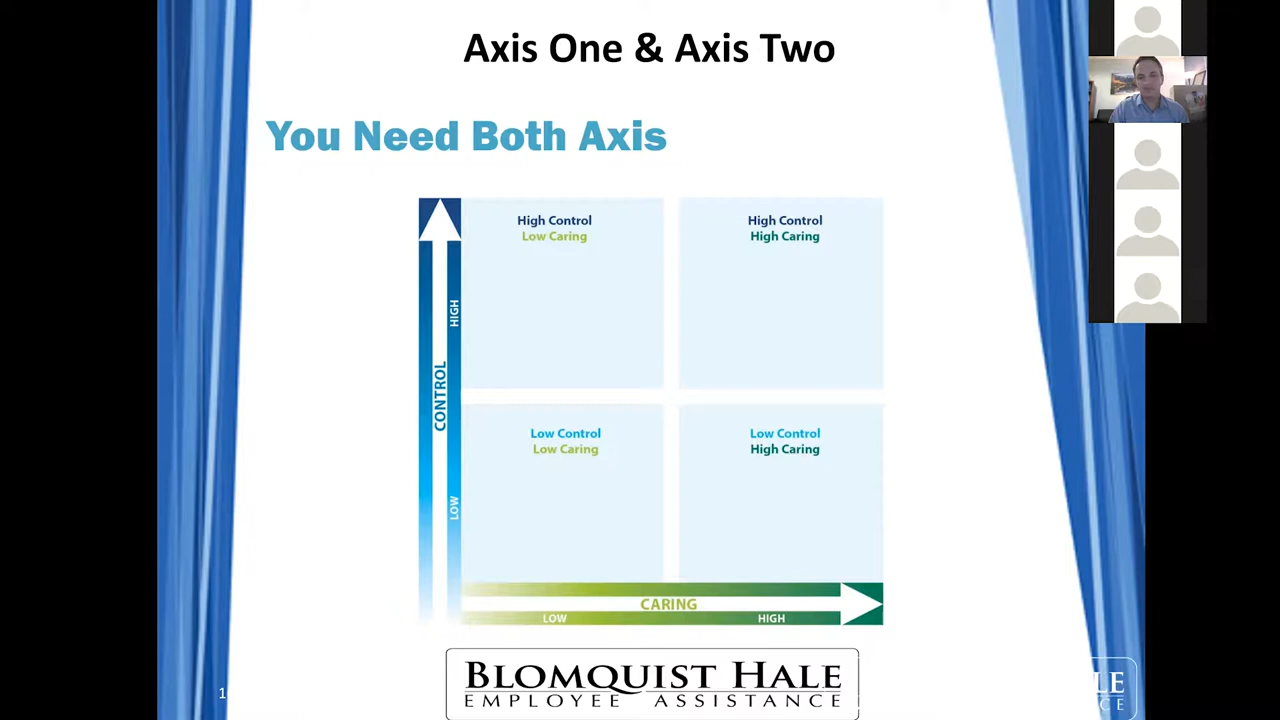 Axis One & Axis Two
You Need Both Axis
High Control
Low Caring
High Control
High Caring
HIGH
CONTROL
LOW
Low Control
Low Caring
Low Control
High Caring
CARING
LOW
HIGH
BLOMQUIST HALE
EMPLOYEE ASSISTANCE